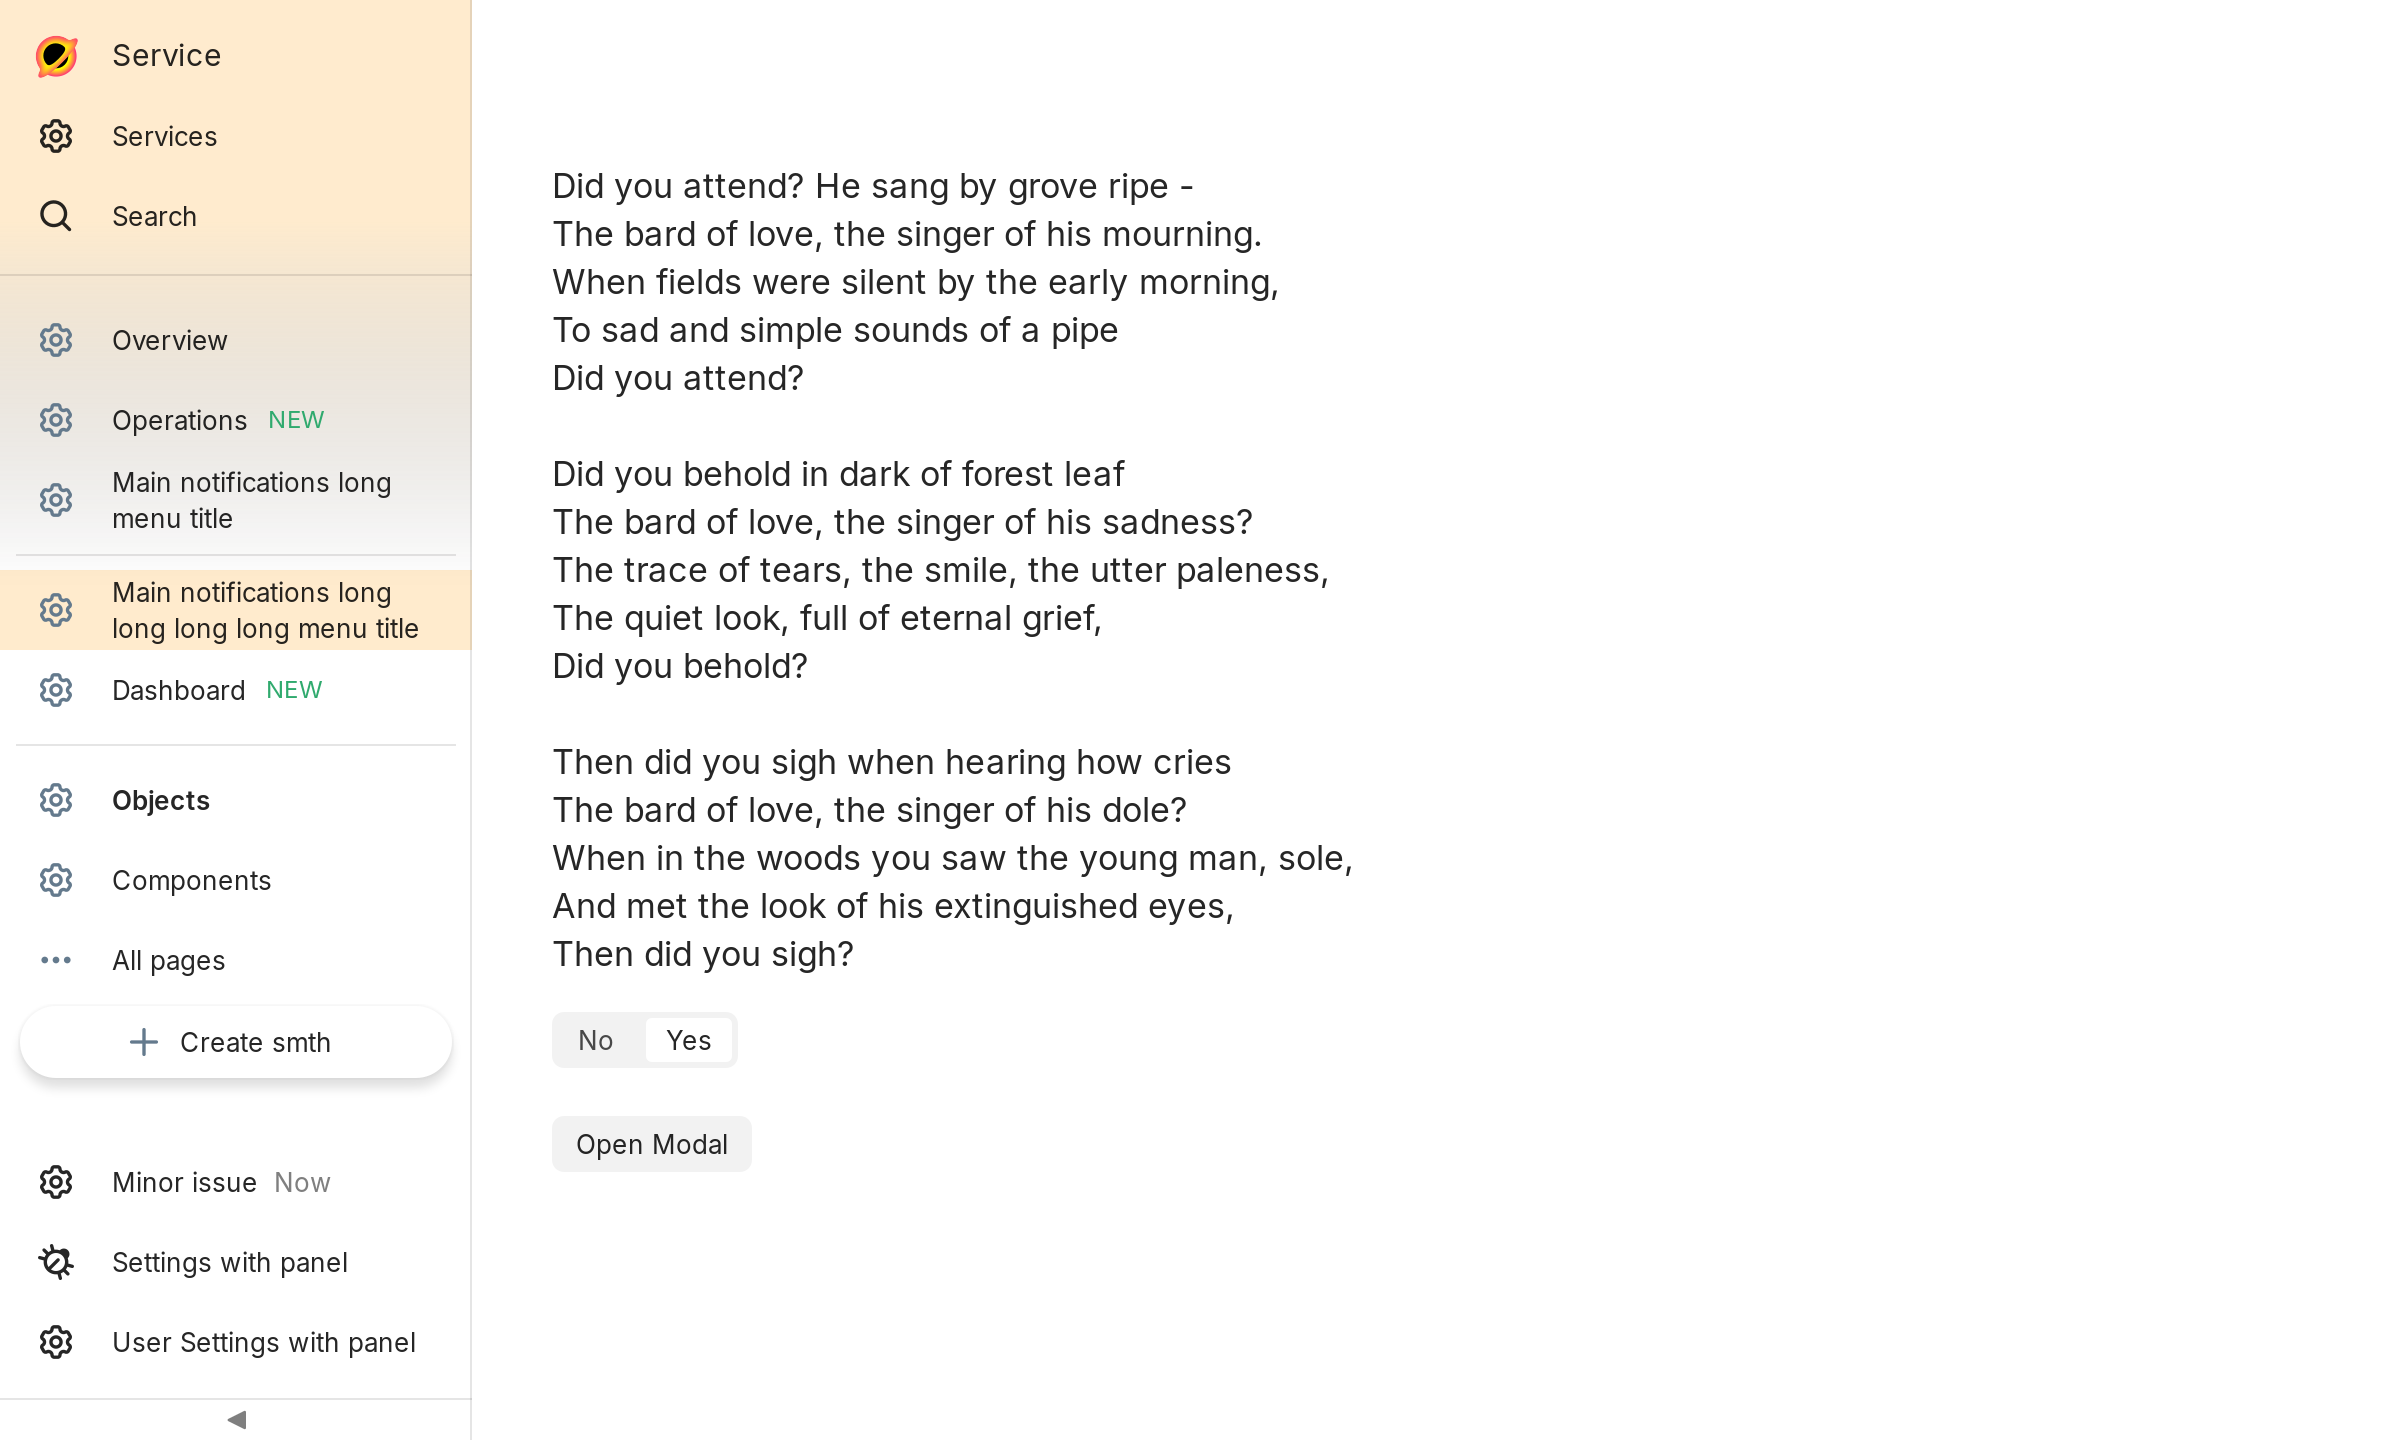 Service
Services
Search
Overview
Operations NEW
Main notifications long
menu title
Main notifications long
long long long menu title
Dashboard NEW
Objects
Components
All pages
Create smth
Minor issue Now
Settings with panel
User Settings with panel
Did you attend? He sang by grove ripe -
The bard of love, the singer of his mourning.
When fields were silent by the early morning,
To sad and simple sounds of a pipe
Did you attend?
Did you behold in dark of forest leaf
The bard of love, the singer of his sadness?
The trace of tears, the smile, the utter paleness,
The quiet look, full of eternal grief,
Did you behold?
Then did you sigh when hearing how cries
The bard of love, the singer of his dole?
When in the woods you saw the young man, sole,
And met the look of his extinguished eyes,
Then did you sigh?
No Yes
Open Modal